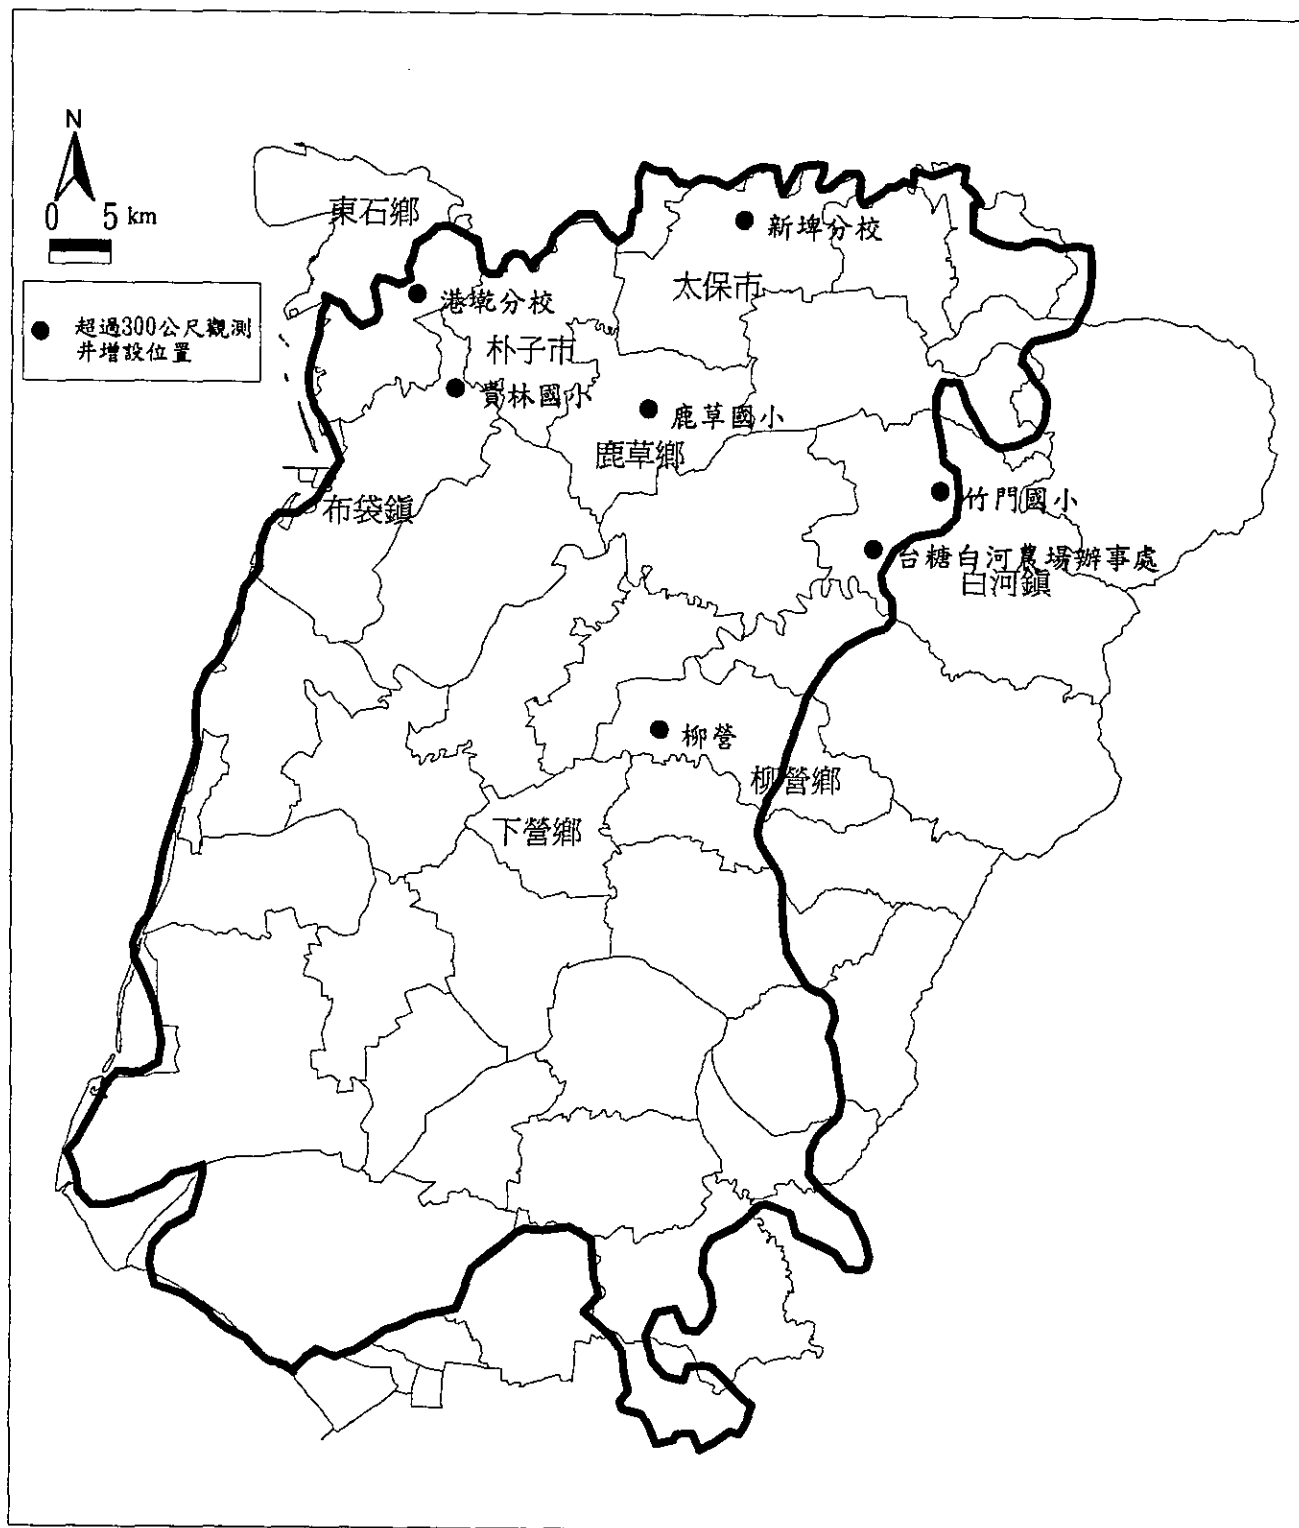 N
0 5 km
超過300公尺觀測
井增設位置
東石鄉
新埤分校
太保市
港墘分校
朴子市
貴林國小
鹿草國小
鹿草鄉
竹門國小
布袋鎮
台糖白河農場辦事處
白河鎮
柳營
柳營鄉
下營鄉